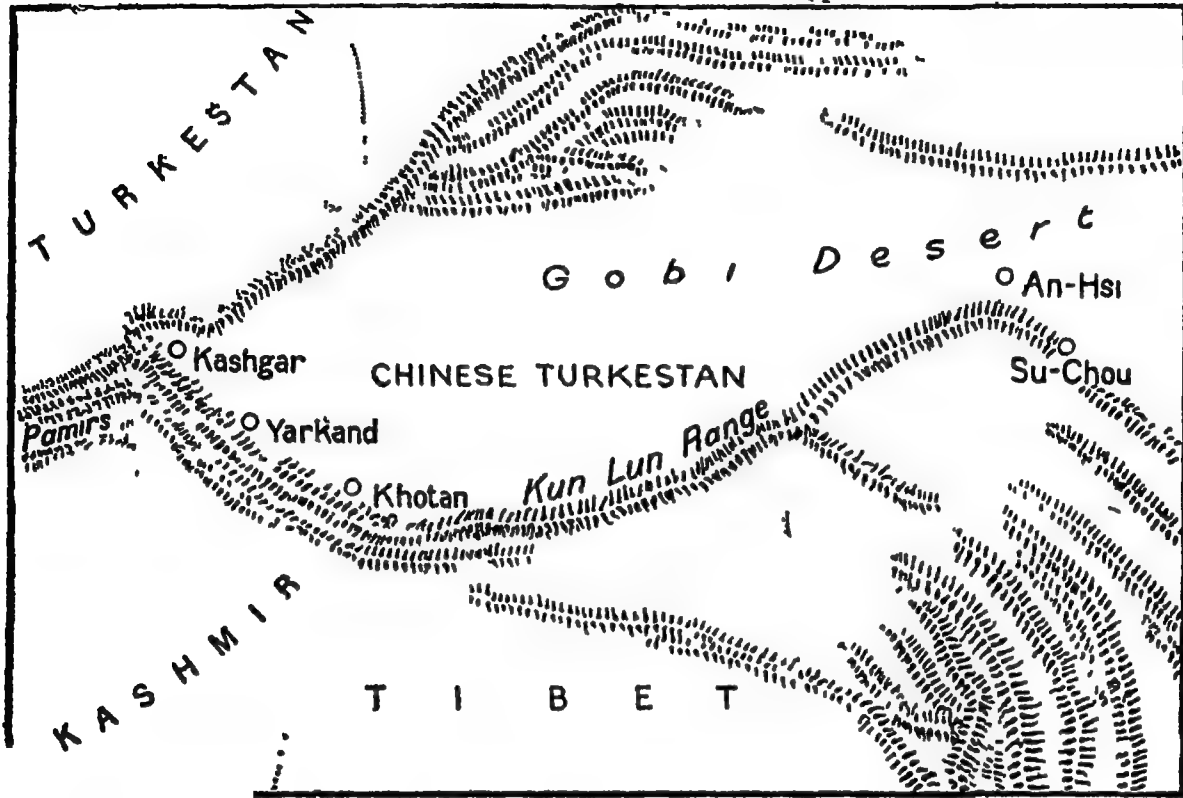 TURKESTAN
Gobi Desert
An-Hsi
Kashgar
CHINESE TURKESTAN
Su-Chou
Pamirs
Yarkand
Kun Lun Range
Khotan
KASHMIR
TIBET